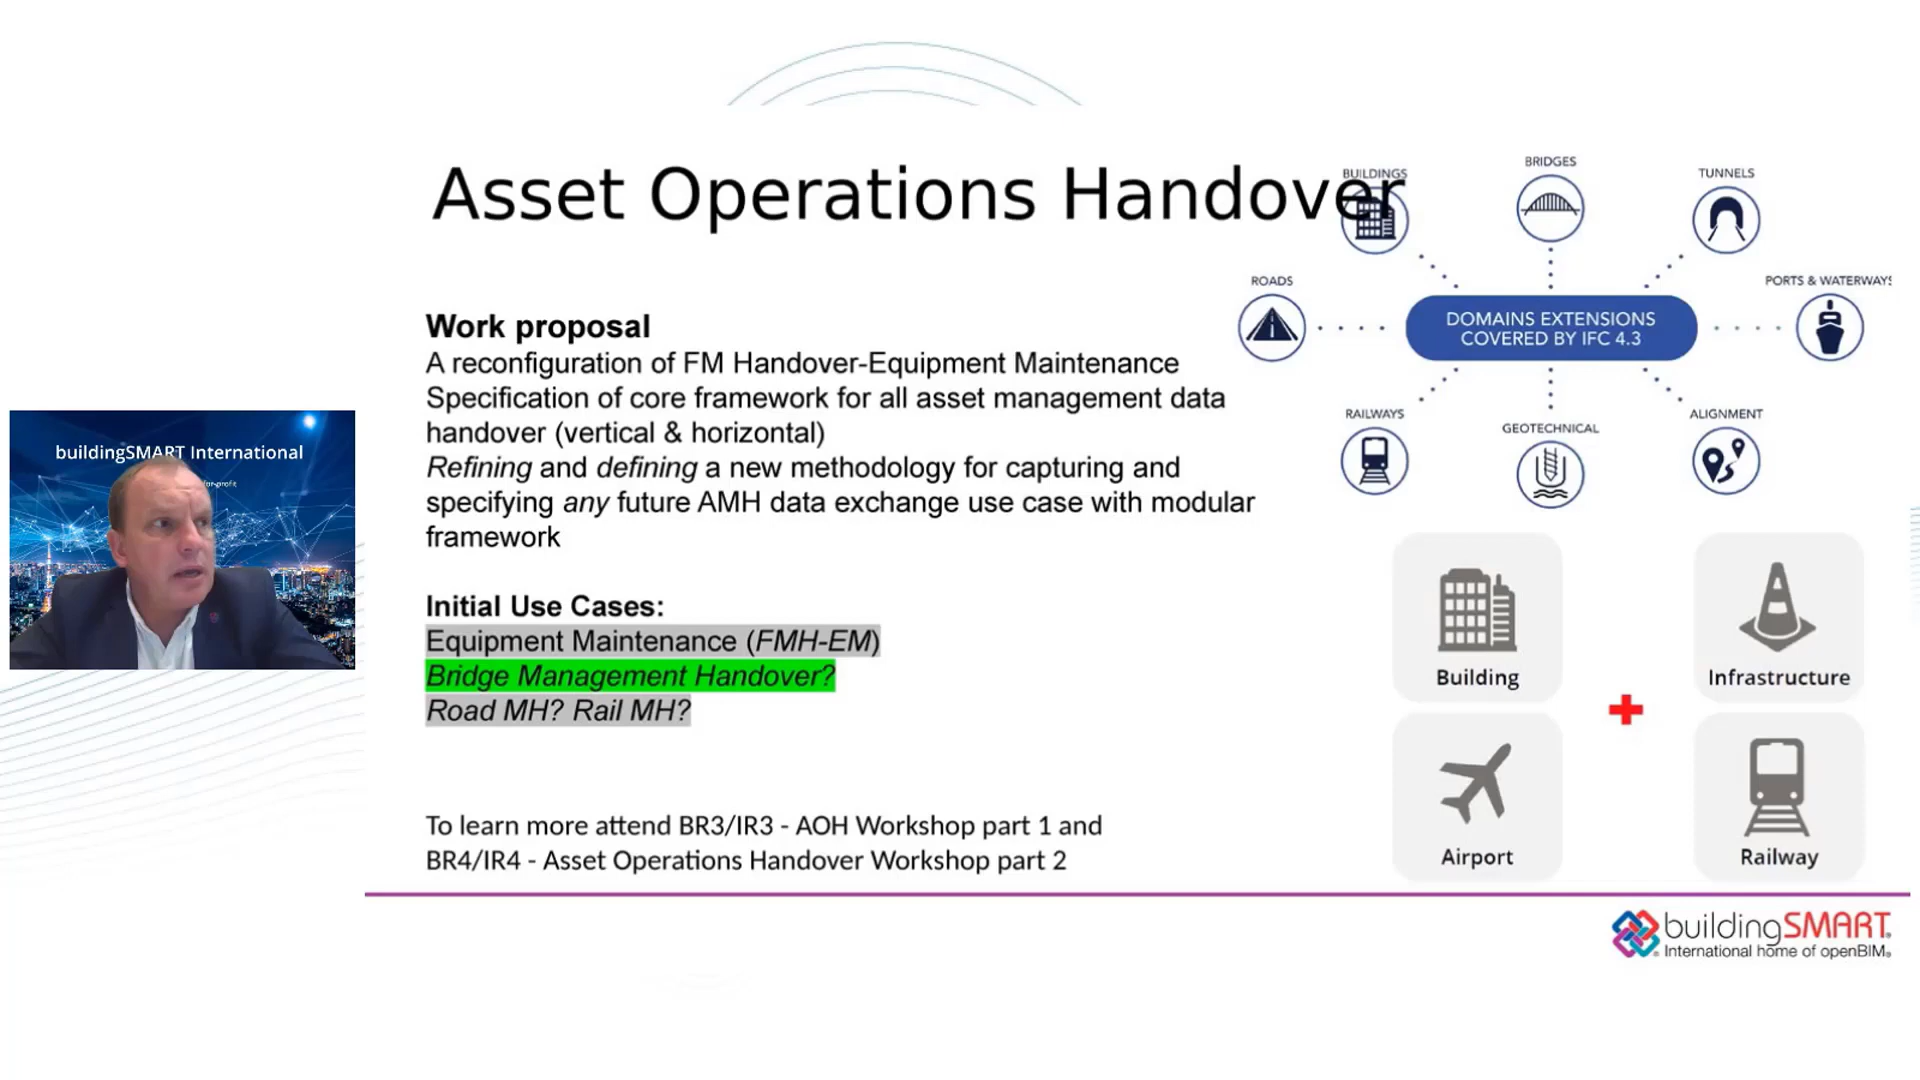 Asset Operations Handover
Work proposal
A reconfiguration of FM Handover-Equipment Maintenance
Specification of core framework for all asset management data
handover (vertical & horizontal)
Refining and defining a new methodology for capturing and
specifying any future AMH data exchange use case with modular
framework
Initial Use Cases:
Equipment Maintenance (FMH-EM)
Bridge Management Handover?
Road MH? Rail MH?
To learn more attend BR3/IR3 - AOH Workshop part 1 and
BR4/IR4 - Asset Operations Handover Workshop part 2
BUILDINGS
BRIDGES
TUNNELS
ROADS
DOMAINS EXTENSIONS
COVERED BY IFC 4.3
PORTS & WATERWAYS
RAILWAYS
GEOTECHNICAL
ALIGNMENT
Building
Infrastructure
Airport
Railway
buildingSMART International
for-profit
buildingSMART
International home of openBIM